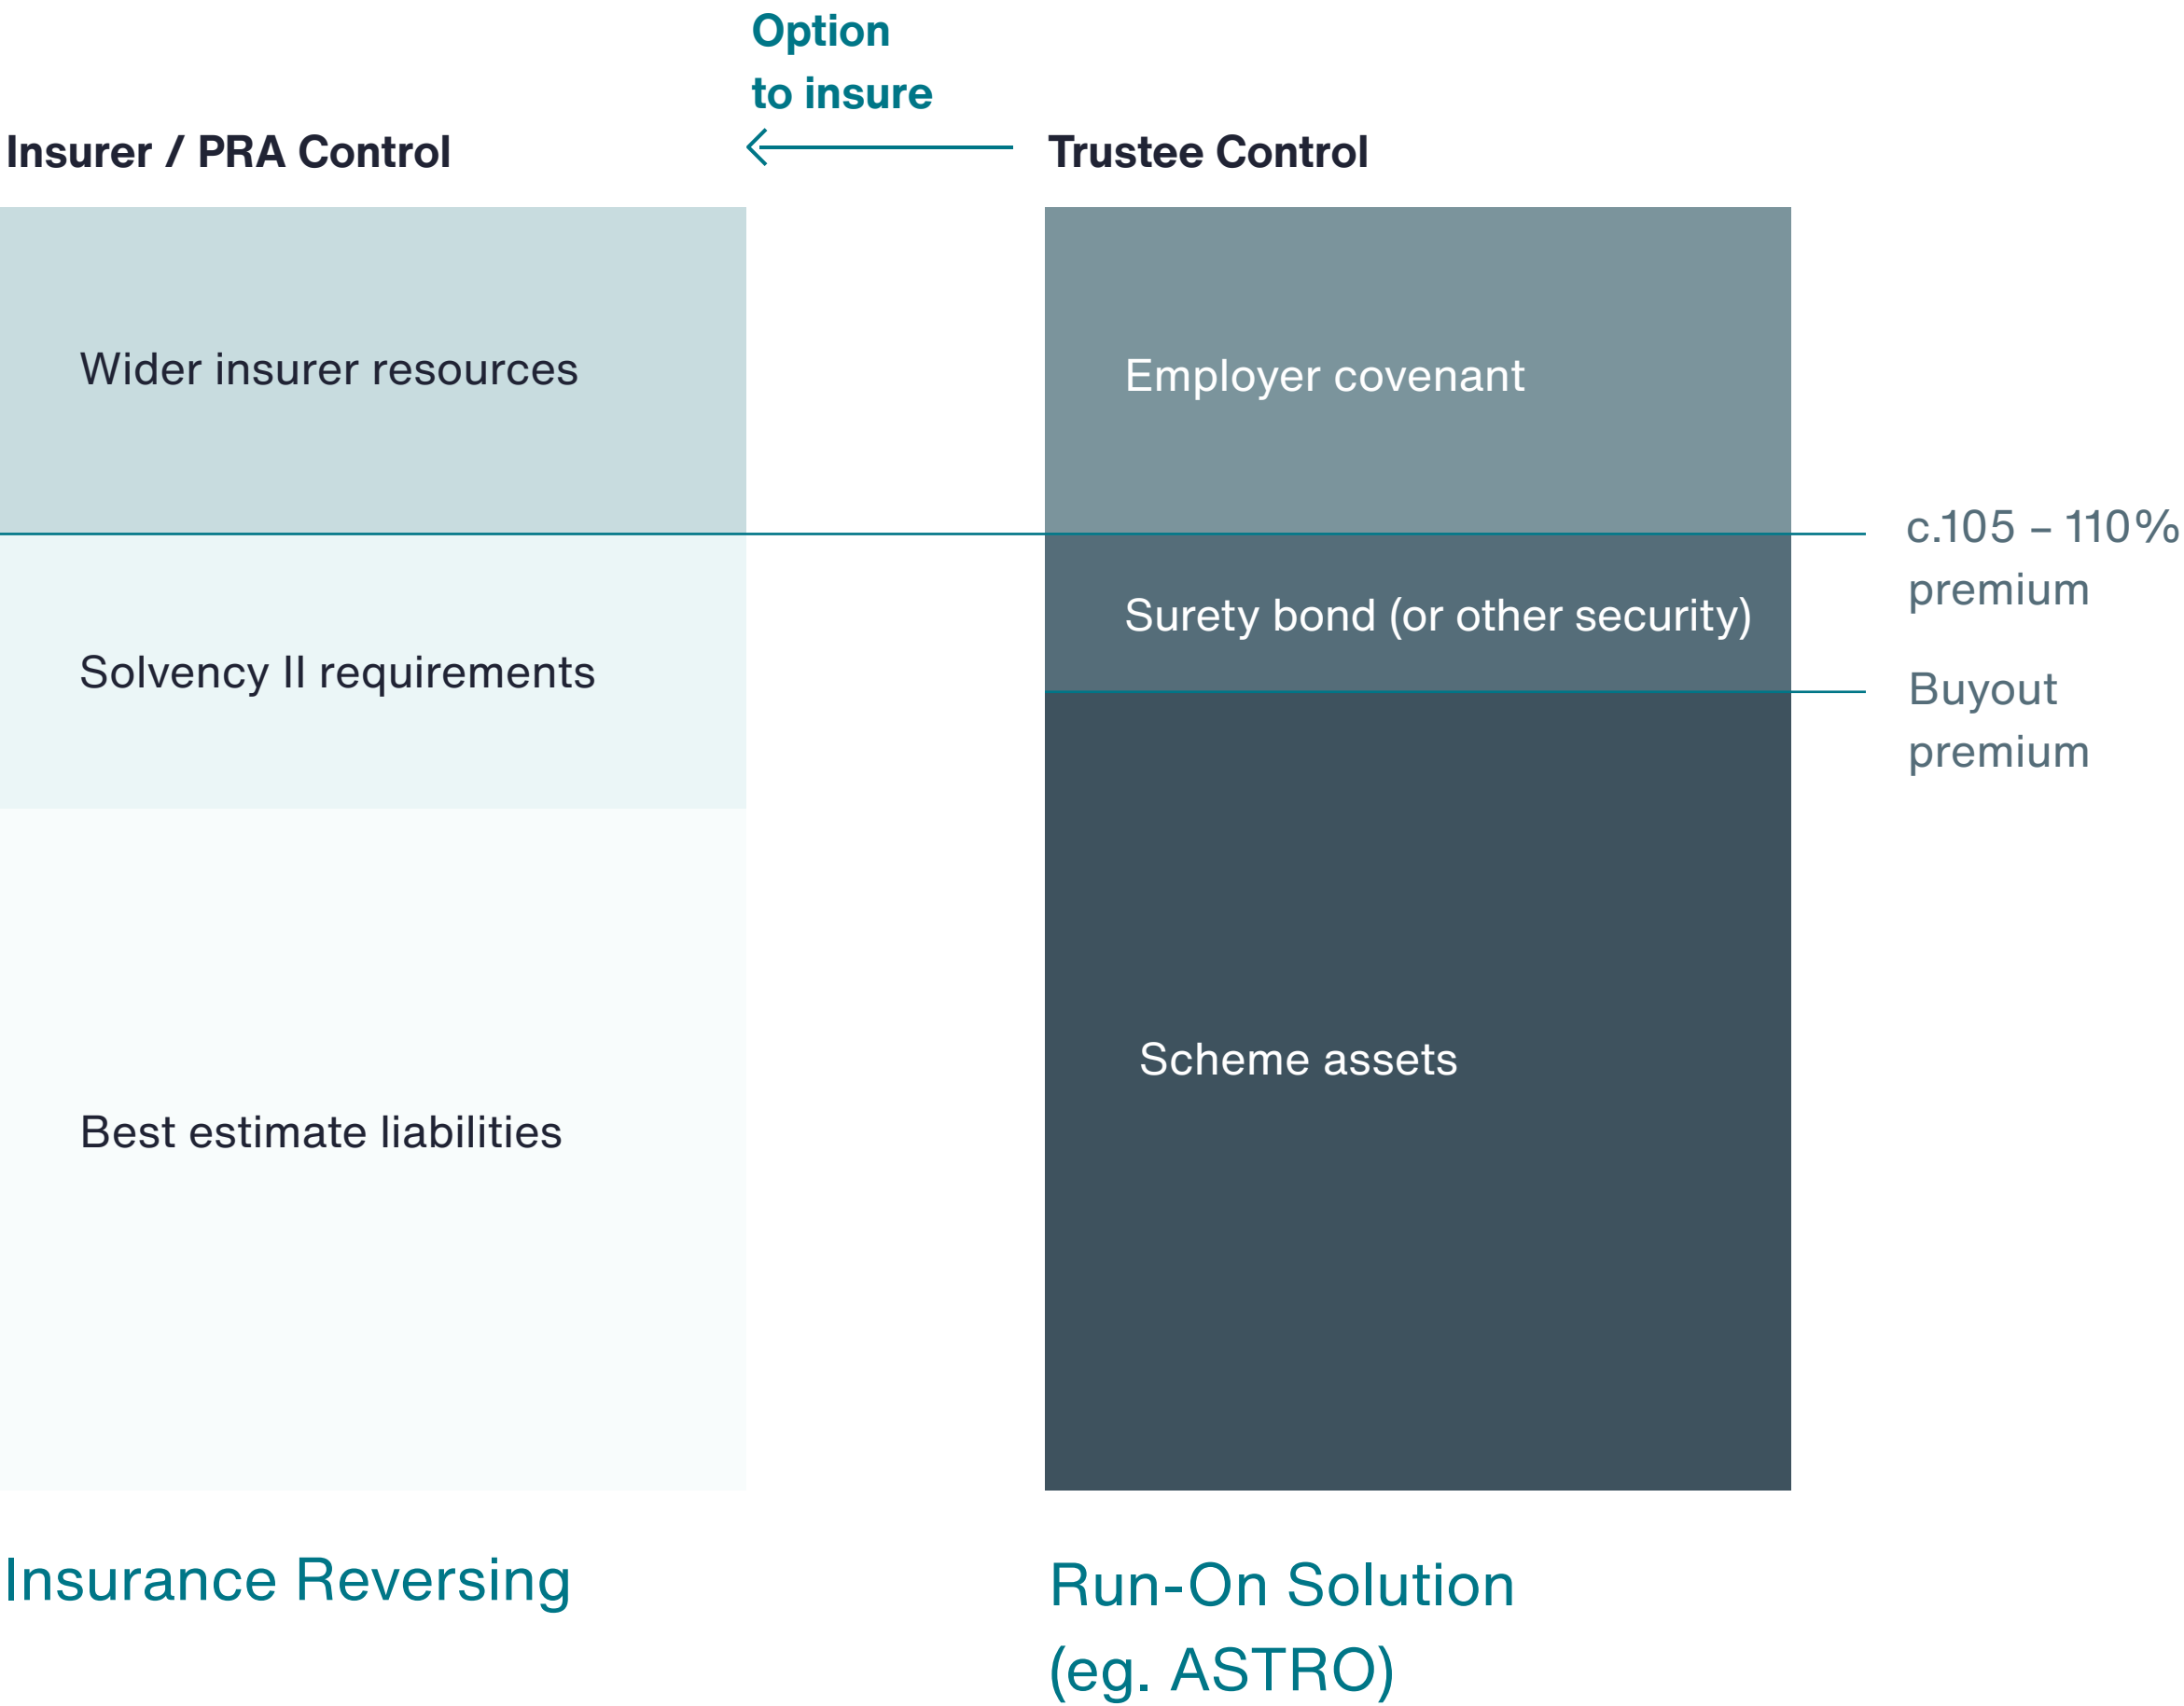 Option
to insure
Insurer / PRA Control
Trustee Control
Wider insurer resources
Employer covenant
c.105 – 110%
premium
Surety bond (or other security)
Solvency II requirements
Buyout
premium
Scheme assets
Best estimate liabilities
Insurance Reversing
Run-On Solution
(eg. ASTRO)